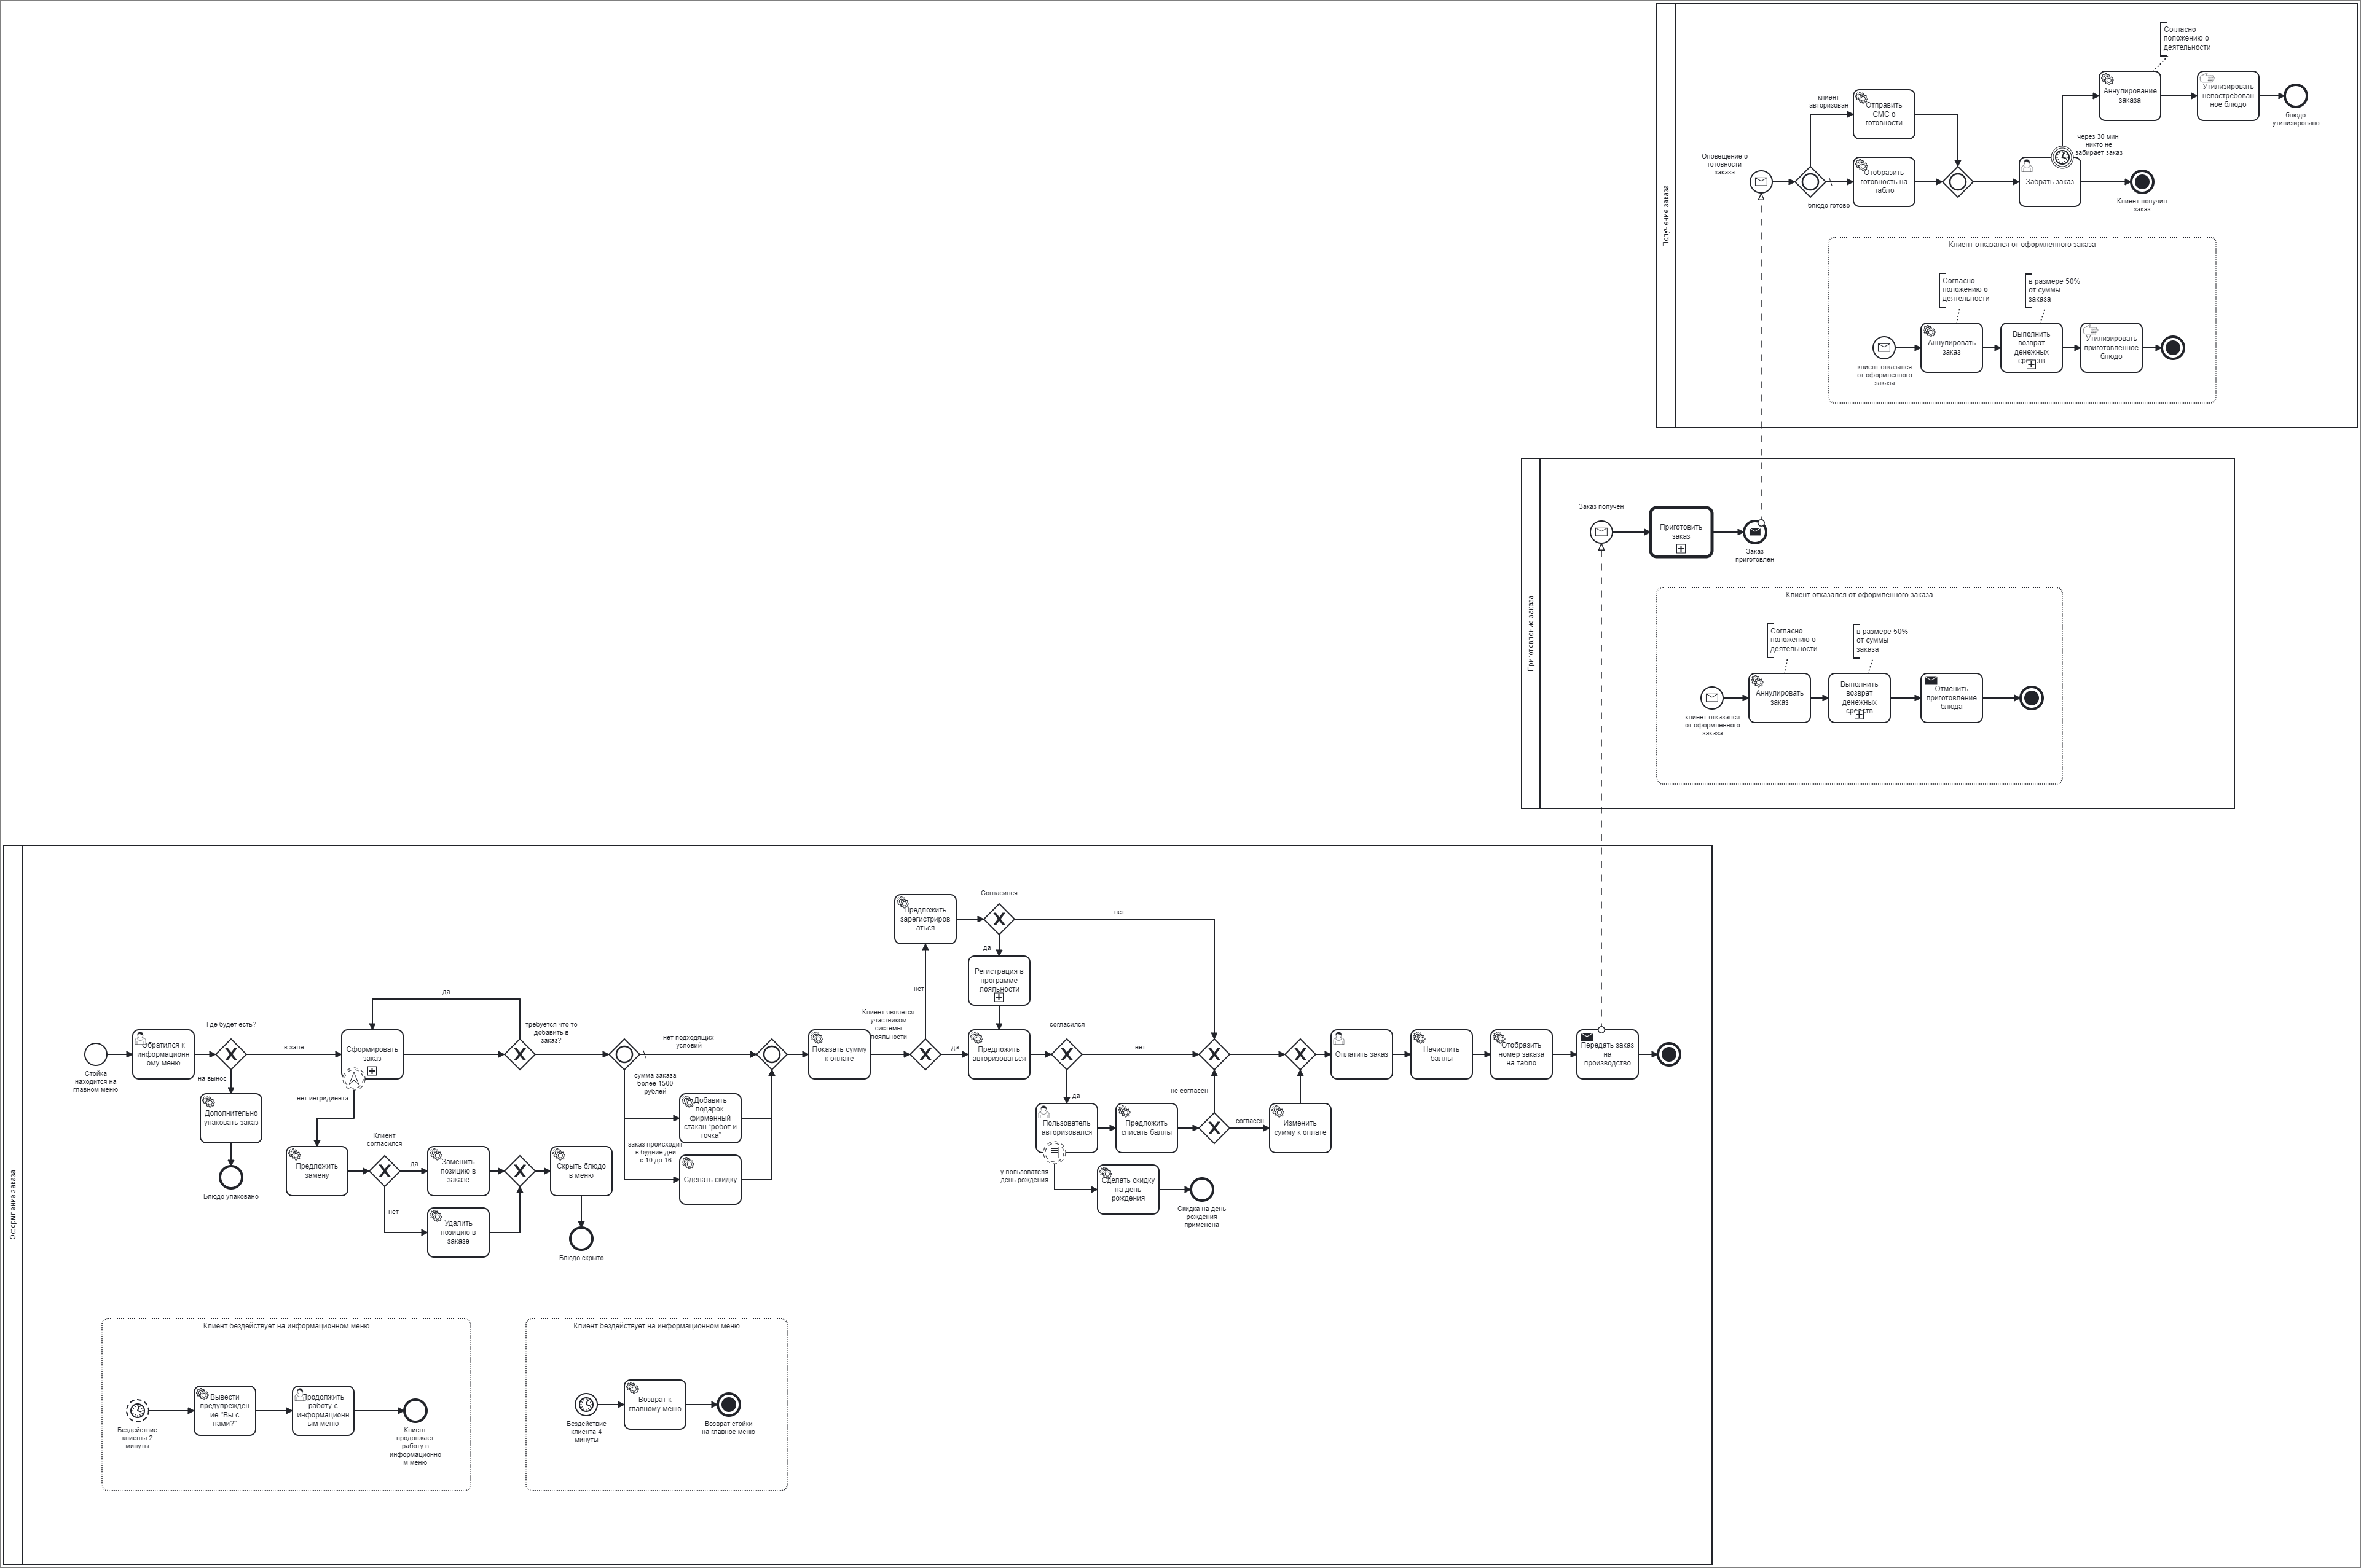 Получение заказа
Согласно
положению о
деятельности
Аннулирование
заказа
Утилизировать
невостребован
ное блюдо
блюдо
утилизировано
клиент
авторизован
Отправить
СМС о
готовности
через 30 мин
никто не
забирает заказ
Оповещение о
готовности
заказа
Отобразить
готовность на
табло
блюдо готово
Забрать заказ
Клиент получил
заказ
Клиент отказался от оформленного заказа
Согласно
положению о
деятельности
в размере 50%
от суммы
заказа
клиент отказался
от оформленного
заказа
Аннулировать
заказ
Выполнить
возврат
денежных
средств
Утилизировать
приготовленное
блюдо
Приготовление заказа
Заказ получен
Приготовить
заказ
Заказ
приготовлен
Клиент отказался от оформленного заказа
Согласно
положению о
деятельности
в размере 50%
от суммы
заказа
клиент отказался
от оформленного
заказа
Аннулировать
заказ
Выполнить
возврат
денежных
средств
Отменить
приготовление
блюда
Оформление заказа
Стойка
находится на
главном меню
Обратился к
информационн
ому меню
Где будет есть?
в зале
на вынос
Дополнительно
упаковать заказ
Блюдо упаковано
Сформировать
заказ
да
нет ингридиента
Предложить
замену
Клиент
согласился
да
нет
Заменить
позицию в
заказе
Удалить
позицию в
заказе
Скрыть блюдо
в меню
Блюдо скрыто
требуется что то
добавить в
заказ?
нет подходящих
условий
сумма заказа
более 1500
рублей
Добавить
подарок
фирменный
стакан "робот и
точка"
заказ происходит
в будние дни
с 10 до 16
Сделать скидку
Показать сумму
к оплате
Клиент является
участником
системы
лояльности
нет
да
Предложить
зарегистриров
аться
Согласился
нет
да
Регистрация в
программе
лояльности
Предложить
авторизоваться
согласился
нет
да
Пользователь
авторизовался
у пользователя
день рождения
Сделать скидку
на день
рождения
Скидка на день
рождения
применена
Предложить
списать баллы
не согласен
согласен
Изменить
сумму к оплате
Оплатить заказ
Начислить
баллы
Отобразить
номер заказа
на табло
Передать заказ
на
производство
Клиент бездействует на информационном меню
Бездействие
клиента 2
минуты
Вывести
предупрежден
ие "Вы с
нами?"
Продолжить
работу с
информационн
ым меню
Клиент
продолжает
работу в
информационно
м меню
Клиент бездействует на информационном меню
Бездействие
клиента 4
минуты
Возврат к
главному меню
Возврат стойки
на главное меню